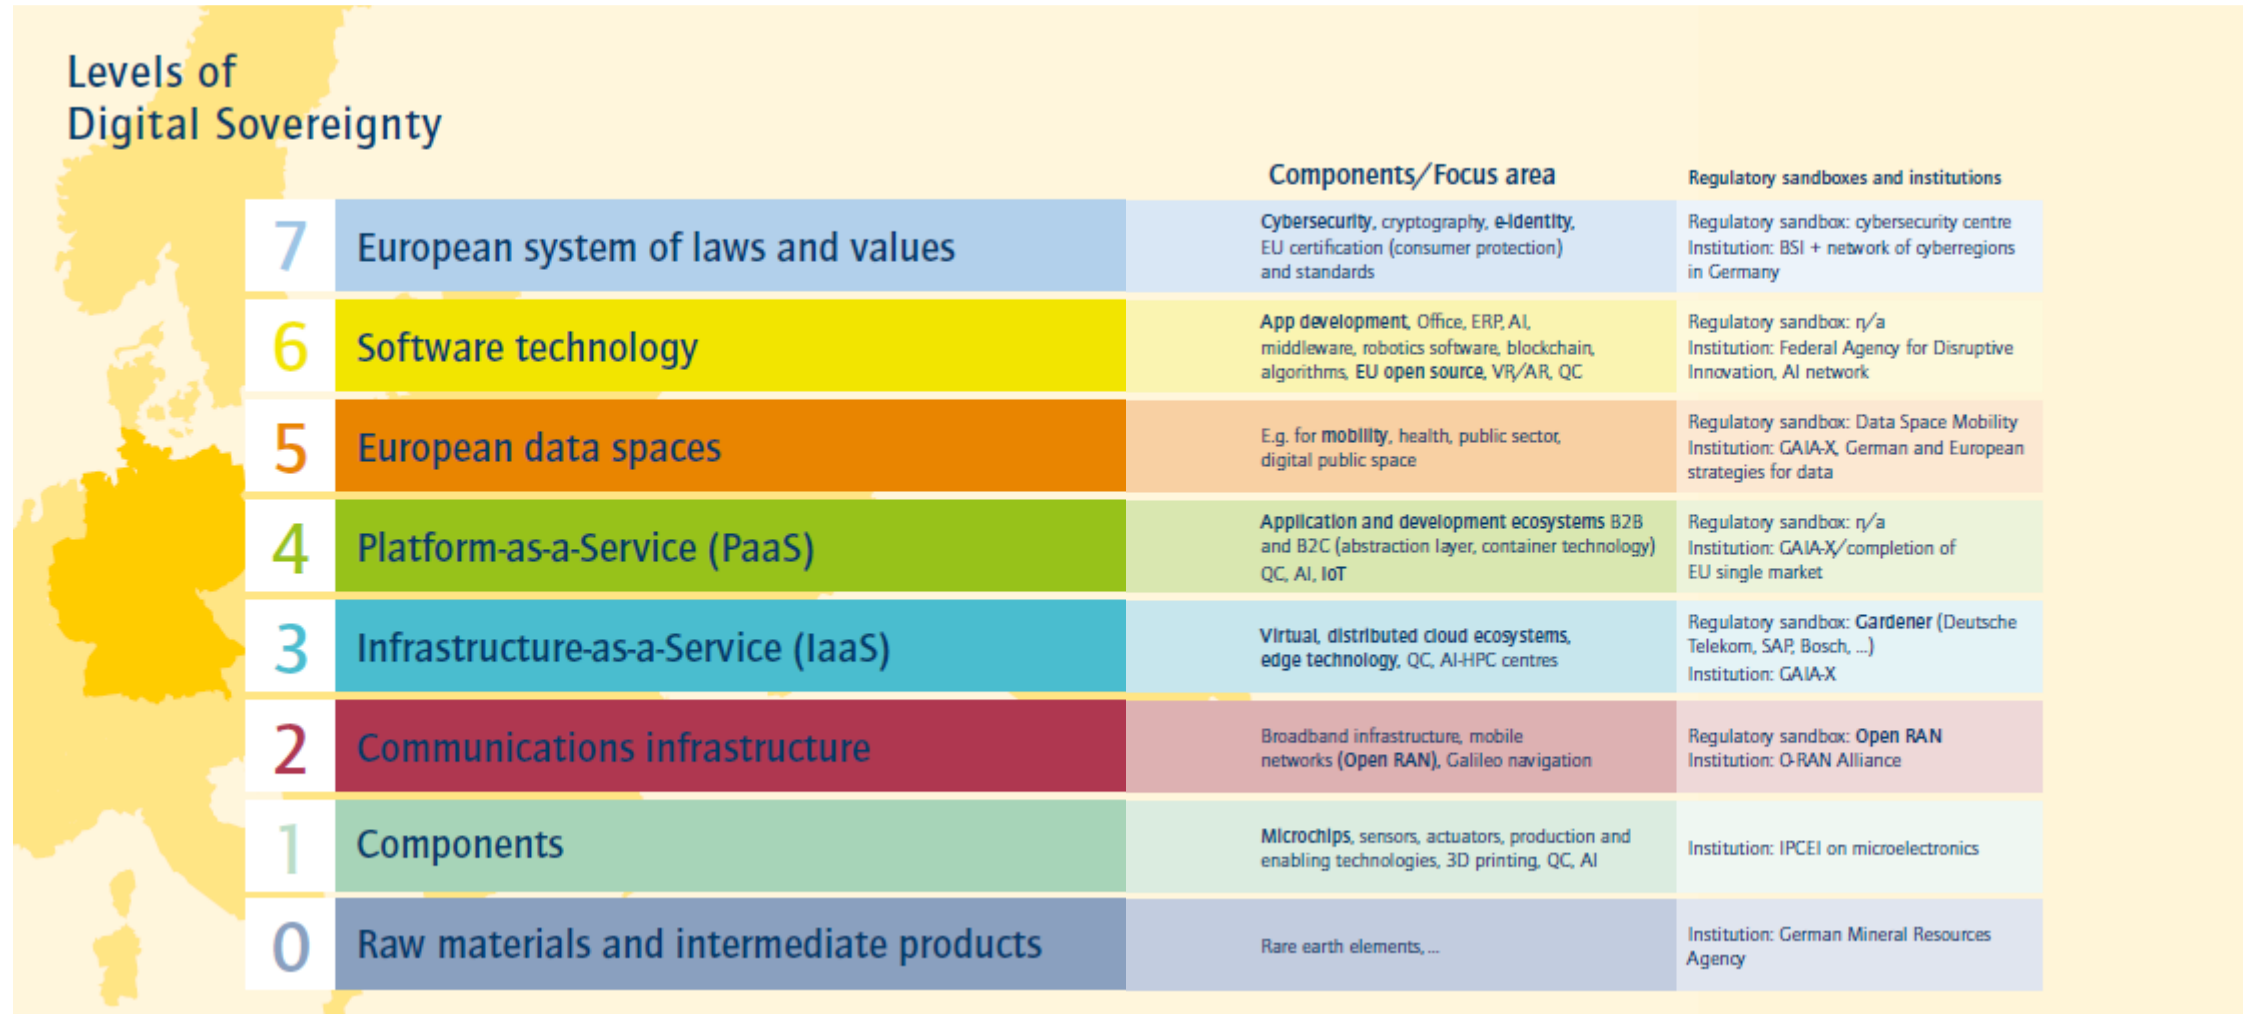 Levels of
Digital Sovereignty
Components/Focus area
Regulatory sandboxes and institutions
7
European system of laws and values
Cybersecurity, cryptography, e-identity,
EU certification (consumer protection)
and standards
Regulatory sandbox: cybersecurity centre
Institution: BSI + network of cyberregions
in Germany
6
Software technology
App development, Office, ERP, AI,
middleware, robotics software, blockchain,
algorithms, EU open source, VR/AR, QC
Regulatory sandbox: n/a
Institution: Federal Agency for Disruptive
Innovation, AI network
5
European data spaces
E.g. for mobility, health, public sector,
digital public space
Regulatory sandbox: Data Space Mobility
Institution: GAIA-X, German and European
strategies for data
4
Platform-as-a-Service (PaaS)
Application and development ecosystems B2B
and B2C (abstraction layer, container technology)
QC, AI, IoT
Regulatory sandbox: n/a
Institution: GAIA-X/completion of
EU single market
3
Infrastructure-as-a-Service (IaaS)
Virtual, distributed cloud ecosystems,
edge technology, QC, AI-HPC centres
Regulatory sandbox: Gardener (Deutsche
Telekom, SAP, Bosch, ...)
Institution: GAIA-X
2
Communications infrastructure
Broadband infrastructure, mobile
networks (Open RAN), Galileo navigation
Regulatory sandbox: Open RAN
Institution: O-RAN Alliance
1
Components
Microchips, sensors, actuators, production and
enabling technologies, 3D printing, QC, AI
Institution: IPCEI on microelectronics
0
Raw materials and intermediate products
Rare earth elements, ...
Institution: German Mineral Resources
Agency